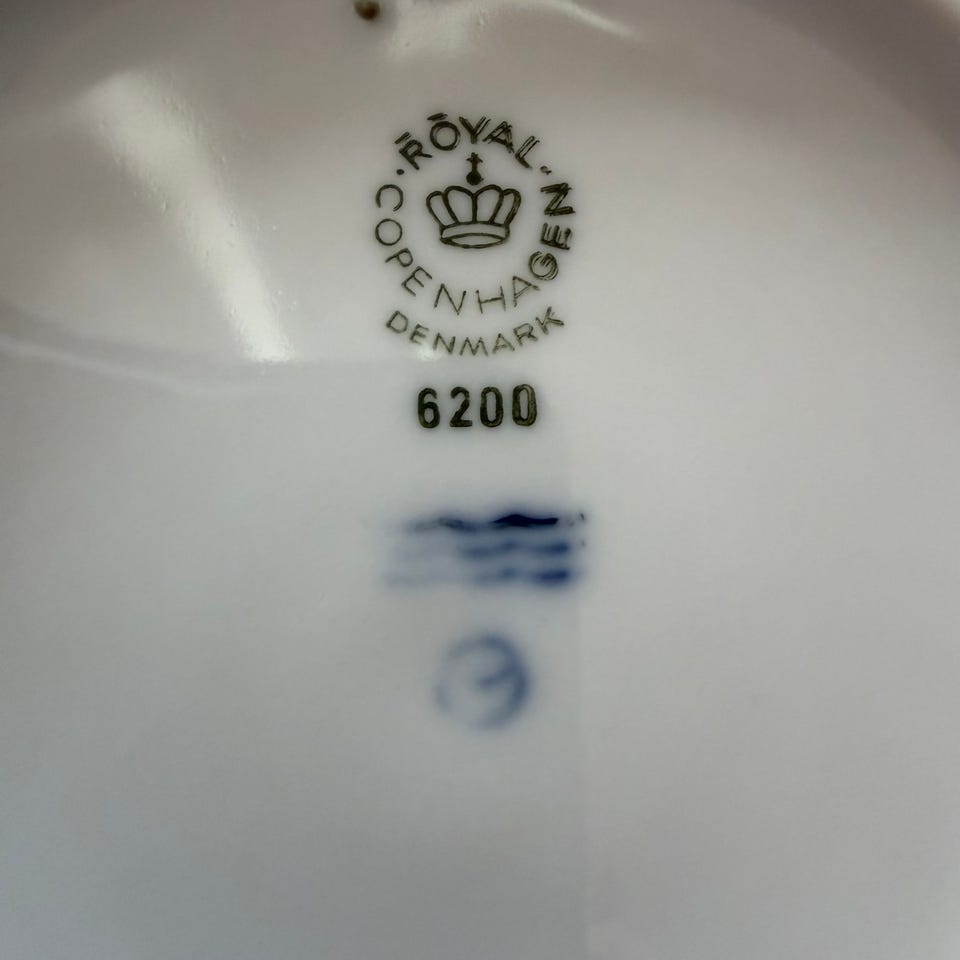 ROYAL
COPENHAGEN
DENMARK
6200